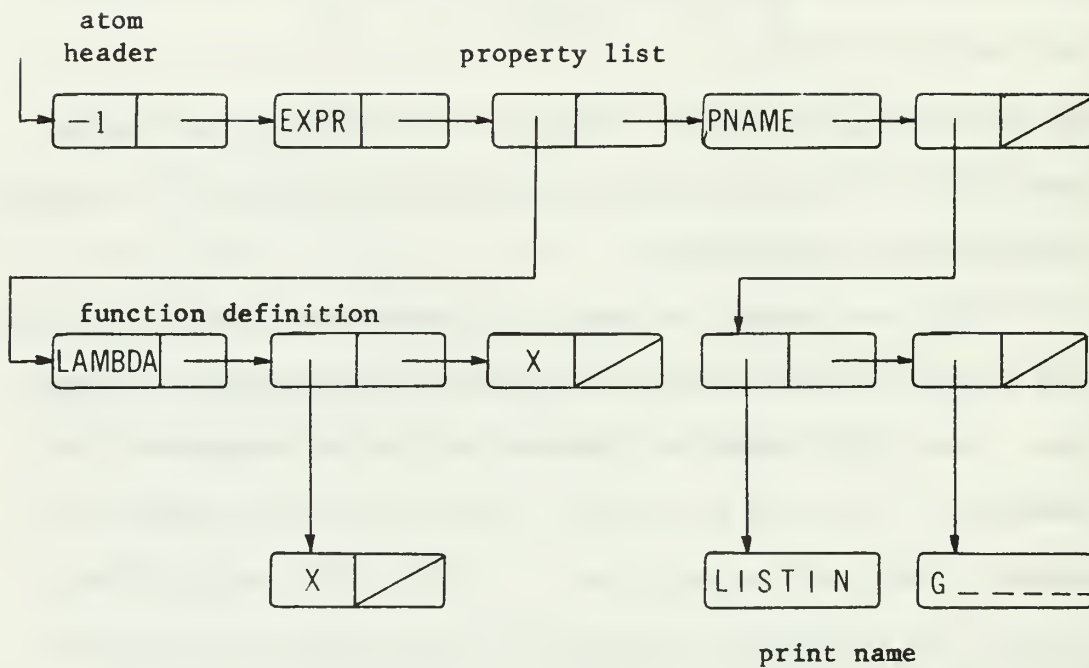 atom
header
property list
-1 EXPR PNAME
function definition
LAMBDA X
X
LISTIN G _ _ _ _ _
print name